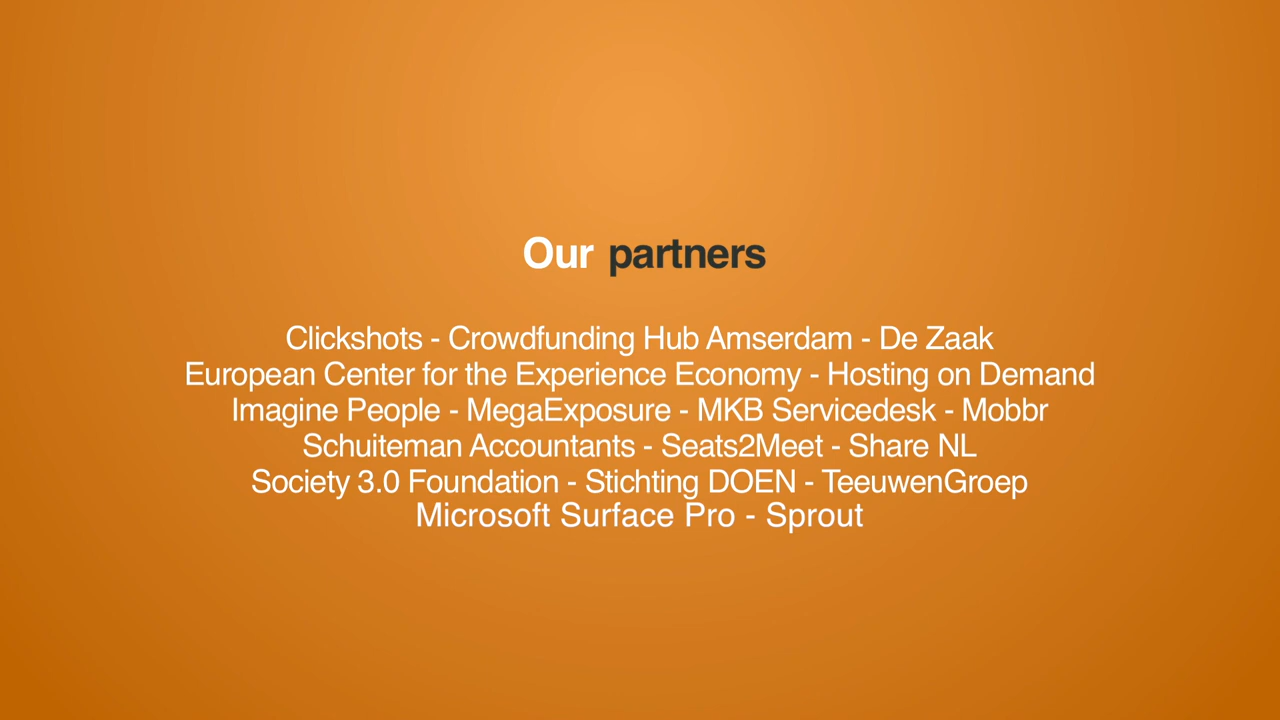 Our partners
Clickshots - Crowdfunding Hub Amserdam - De Zaak
European Center for the Experience Economy - Hosting on Demand
Imagine People - MegaExposure - MKB Servicedesk - Mobbr
Schuiteman Accountants - Seats2Meet - Share NL
Society 3.0 Foundation - Stichting DOEN - TeeuwenGroep
Microsoft Surface Pro - Sprout